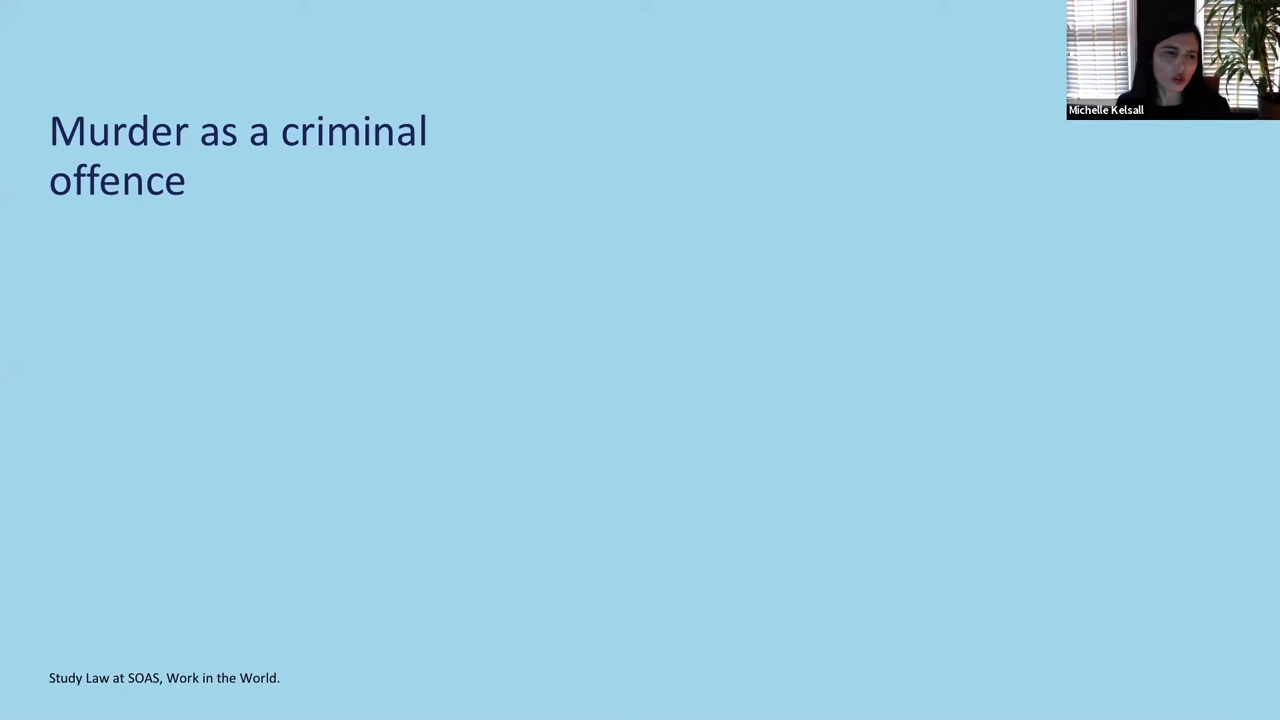 Michelle Kelsall
Murder as a criminal
offence
Study Law at SOAS, Work in the World.